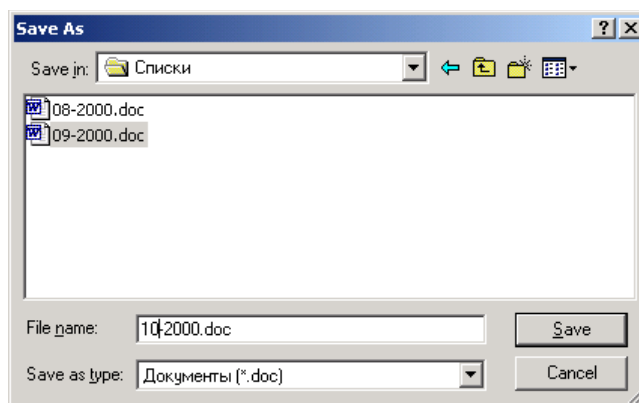 Save As
Save in: Списки
08-2000.doc
09-2000.doc
File name: 10-2000.doc Save
Save as type: Документы (*.doc) Cancel